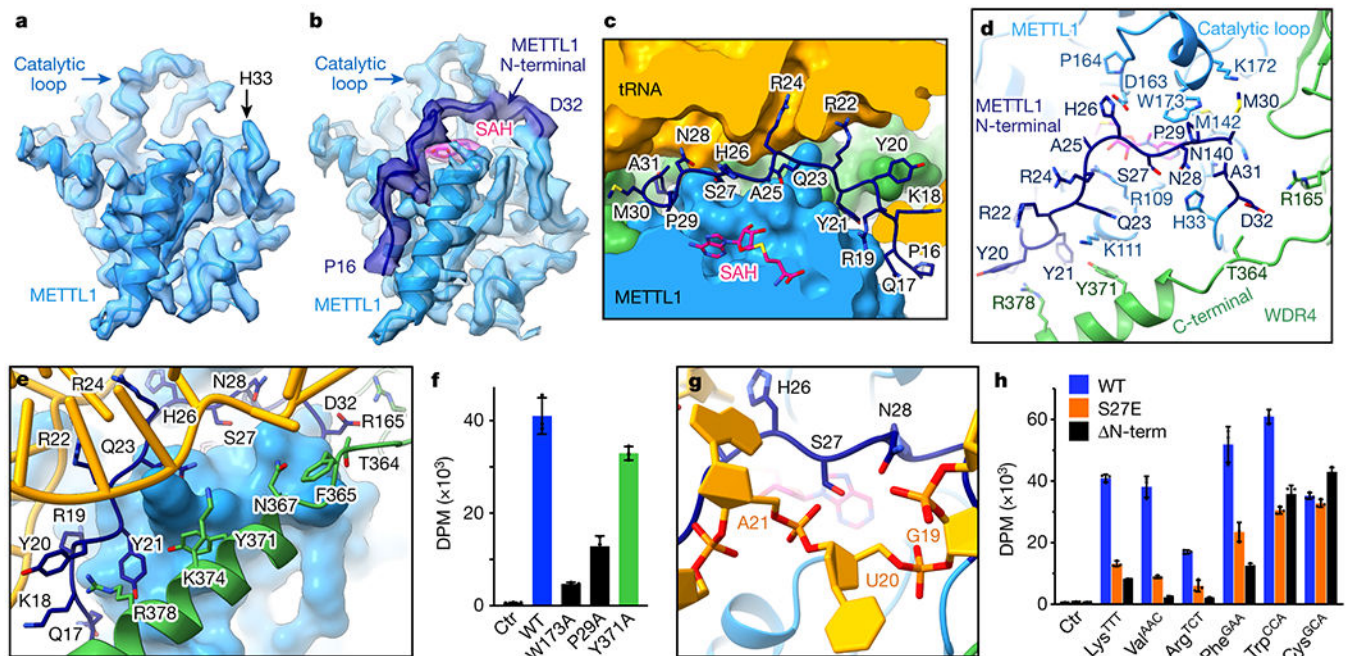 a
Catalytic
loop
H33
METTL1
b
METTL1
N-terminal
Catalytic
loop
D32
SAH
P16
METTL1
c
tRNA
R24
R22
N28
Y20
A31
H26
S27
A25
Q23
K18
M30
P29
Y21
SAH
R19
P16
Q17
METTL1
d
METTL1
Catalytic loop
P164
K172
D163
METTL1
N-terminal
H26
W173
M30
P29
M142
A25
N140
S27
N28
A31
R24
R109
R165
R22
Q23
H33
D32
K111
Y20
Y21
T364
Y371
R378
C-terminal
WDR4
e
R24
N28
H26
D32
R165
R22
Q23
S27
T364
F365
R19
N367
Y20
Y21
Y371
K374
K18
R378
Q17
f
DPM (×10³)
40
20
0
Ctr
WT
W173A
P29A
Y371A
g
H26
N28
S27
A21
G19
U20
h
WT
S27E
ΔN-term
DPM (×10³)
60
40
20
0
Ctr
Lysᵀᵀᵀ
Valᴬᴬᶜ
Argᵀᶜᵀ
Pheᴳᴬᴬ
Trpᶜᶜᴬ
Cysᴳᶜᴬ